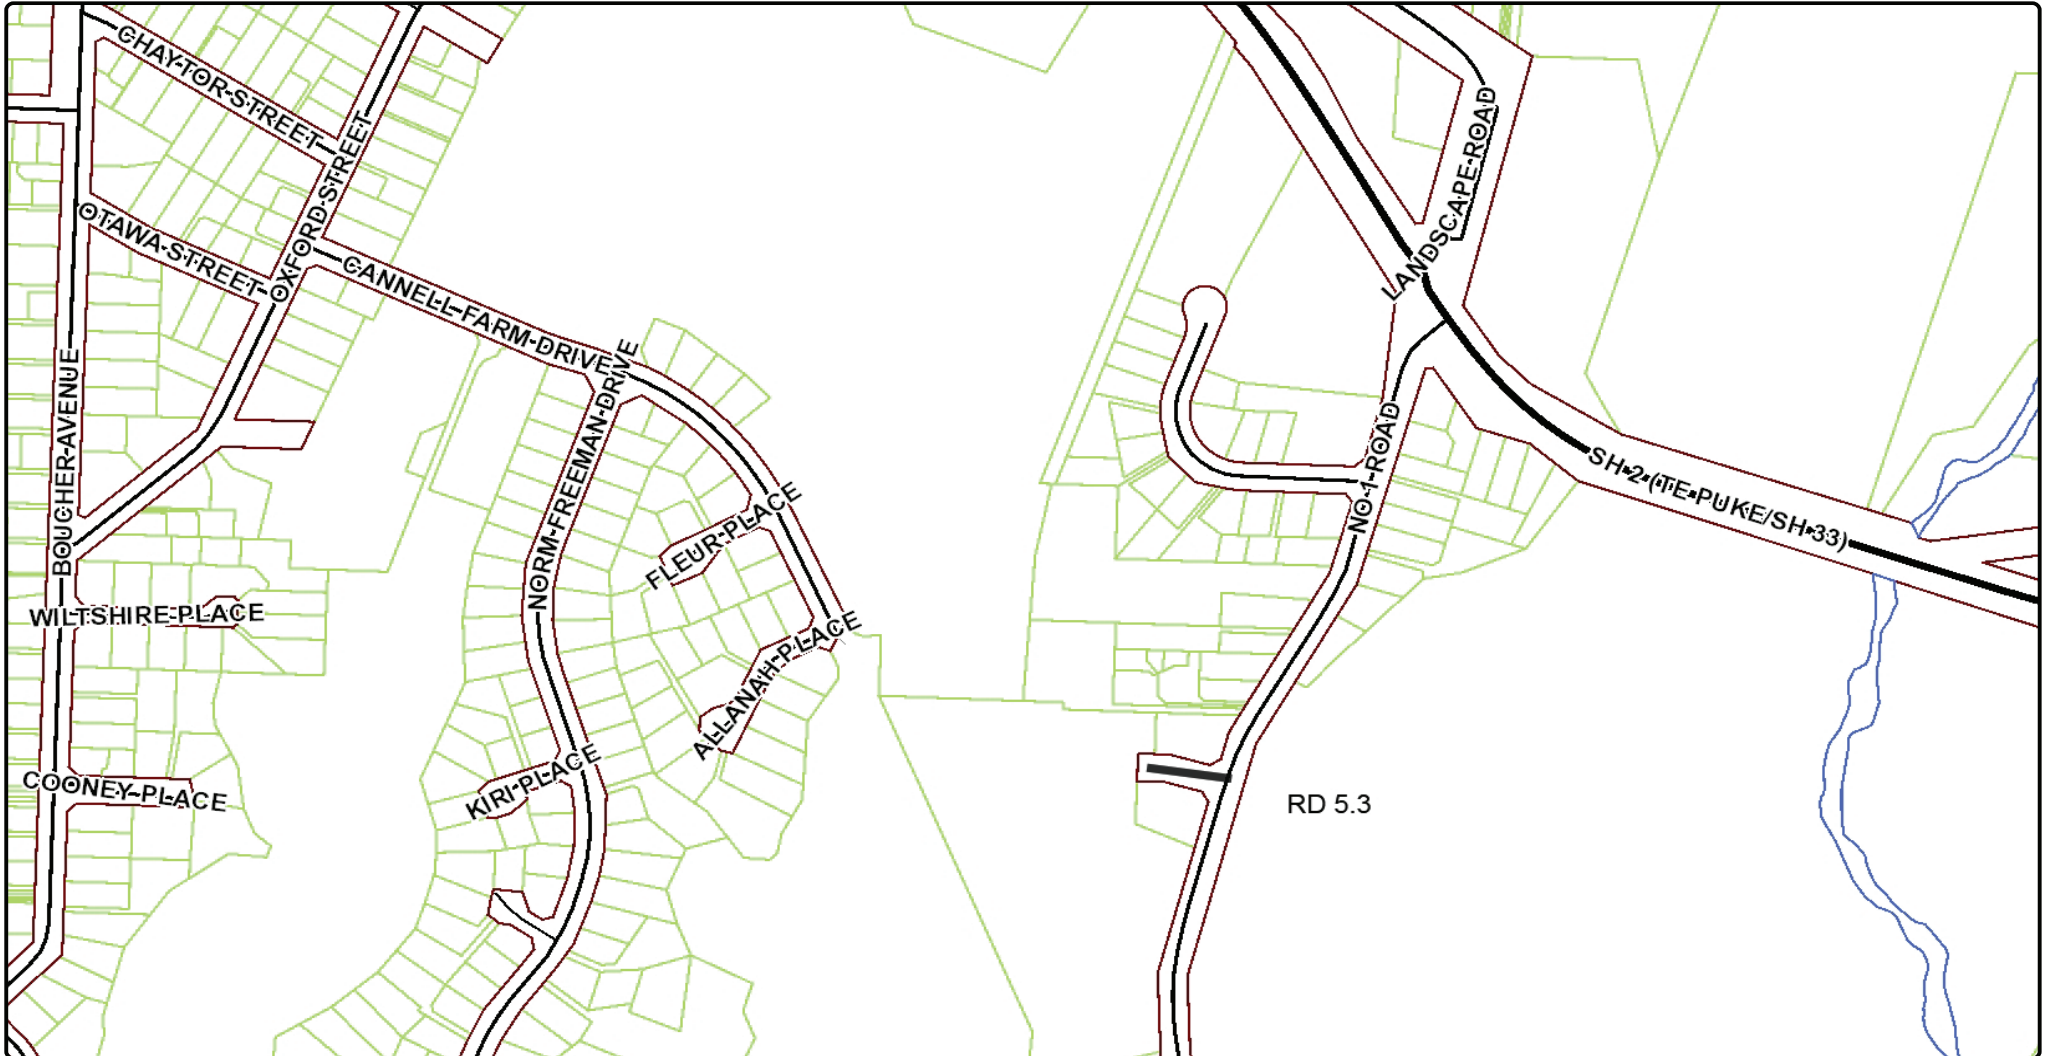 CHAYTOR STREET
OXFORD STREET
OTAWA STREET
CANNELL FARM DRIVE
BOUCHER AVENUE
NORM FREEMAN DRIVE
FLEUR PLACE
WILTSHIRE PLACE
ALLANAH PLACE
KIRI PLACE
COONEY PLACE
LANDSCAPE ROAD
NO 1 ROAD
SH 2 (TE PUKE/SH 33)
RD 5.3